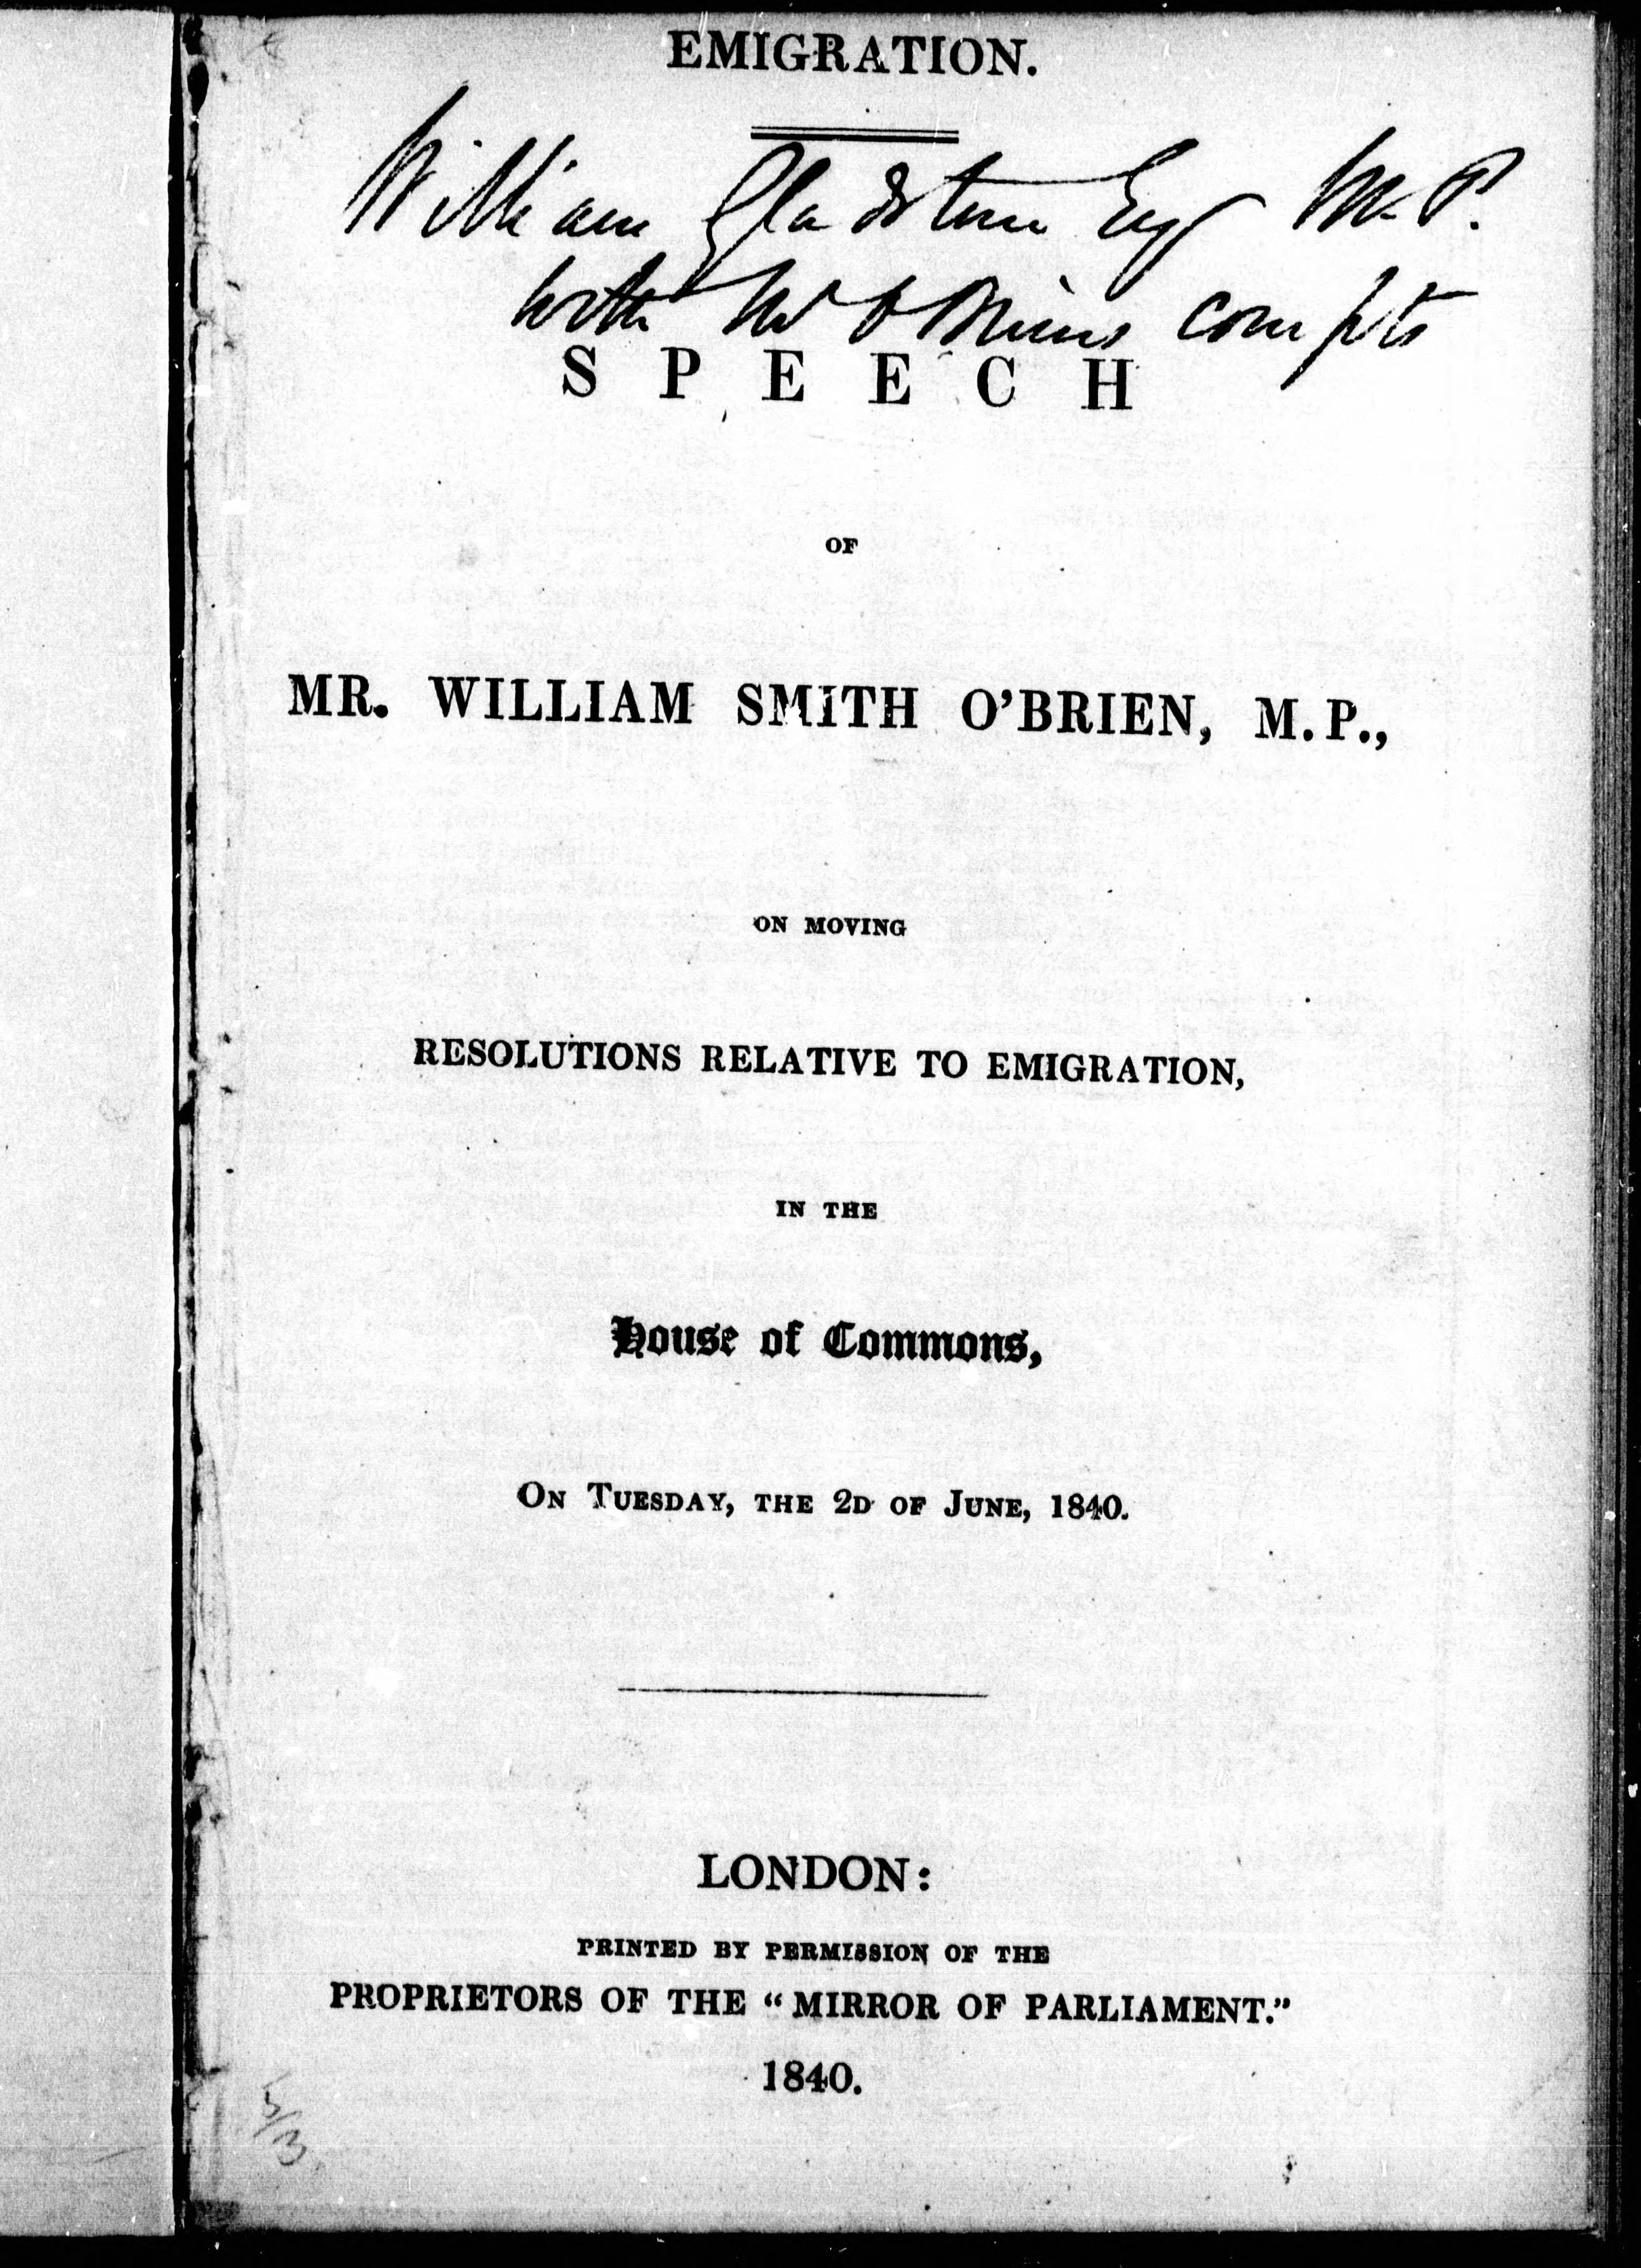 EMIGRATION.
William Gladstone Esq M.P.
with Mr O'Briens compts
SPEECH
OF
MR. WILLIAM SMITH O'BRIEN, M.P.,
ON MOVING
RESOLUTIONS RELATIVE TO EMIGRATION,
IN THE
House of Commons,
ON TUESDAY, THE 2D OF JUNE, 1840.
LONDON:
PRINTED BY PERMISSION OF THE
PROPRIETORS OF THE "MIRROR OF PARLIAMENT."
1840.
5/3